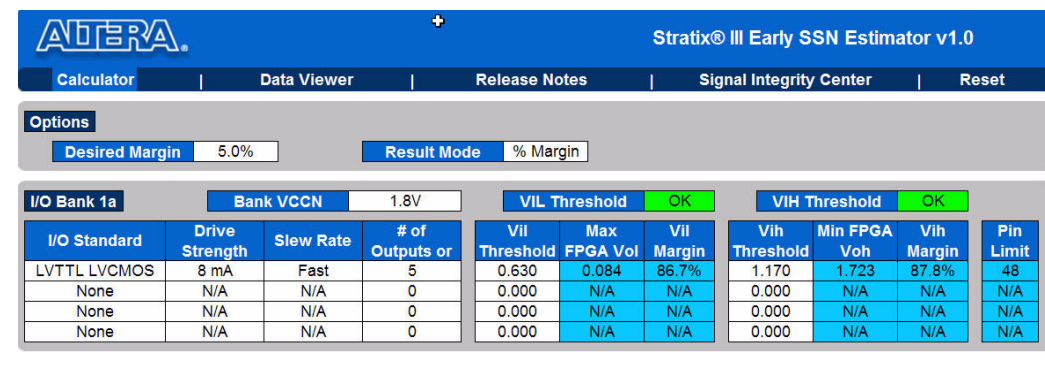 ALTERA®
Stratix® III Early SSN Estimator v1.0
Calculator | Data Viewer | Release Notes | Signal Integrity Center | Reset
Options
Desired Margin 5.0% Result Mode % Margin
I/O Bank 1a Bank VCCN 1.8V VIL Threshold OK VIH Threshold OK
I/O Standard Drive Strength Slew Rate # of Outputs or Vil Threshold Max FPGA Vol Vil Margin Vih Threshold Min FPGA Voh Vih Margin Pin Limit
LVTTL LVCMOS 8 mA Fast 5 0.630 0.084 86.7% 1.170 1.723 87.8% 48
None N/A N/A 0 0.000 N/A N/A 0.000 N/A N/A N/A
None N/A N/A 0 0.000 N/A N/A 0.000 N/A N/A N/A
None N/A N/A 0 0.000 N/A N/A 0.000 N/A N/A N/A